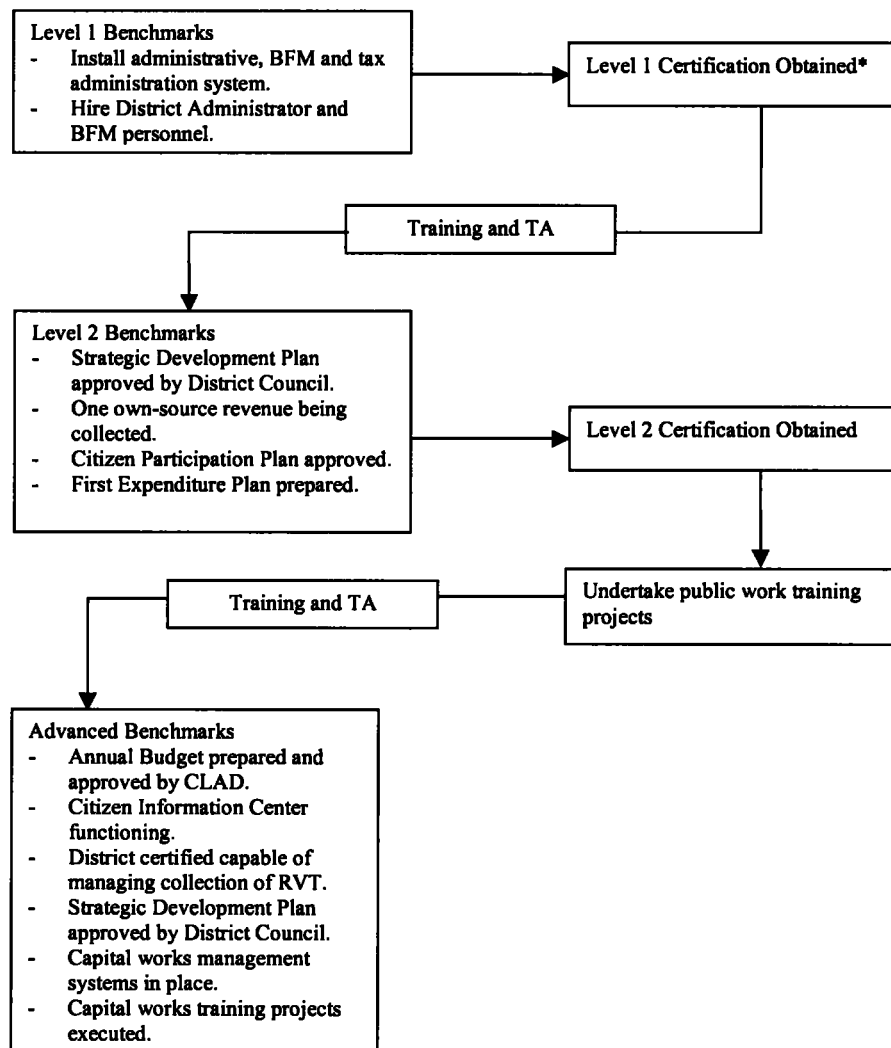 Level 1 Benchmarks
- Install administrative, BFM and tax
administration system.
- Hire District Administrator and
BFM personnel.
Level 1 Certification Obtained*
Training and TA
Level 2 Benchmarks
- Strategic Development Plan
approved by District Council.
- One own-source revenue being
collected.
- Citizen Participation Plan approved.
- First Expenditure Plan prepared.
Level 2 Certification Obtained
Undertake public work training
projects
Training and TA
Advanced Benchmarks
- Annual Budget prepared and
approved by CLAD.
- Citizen Information Center
functioning.
- District certified capable of
managing collection of RVT.
- Strategic Development Plan
approved by District Council.
- Capital works management
systems in place.
- Capital works training projects
executed.